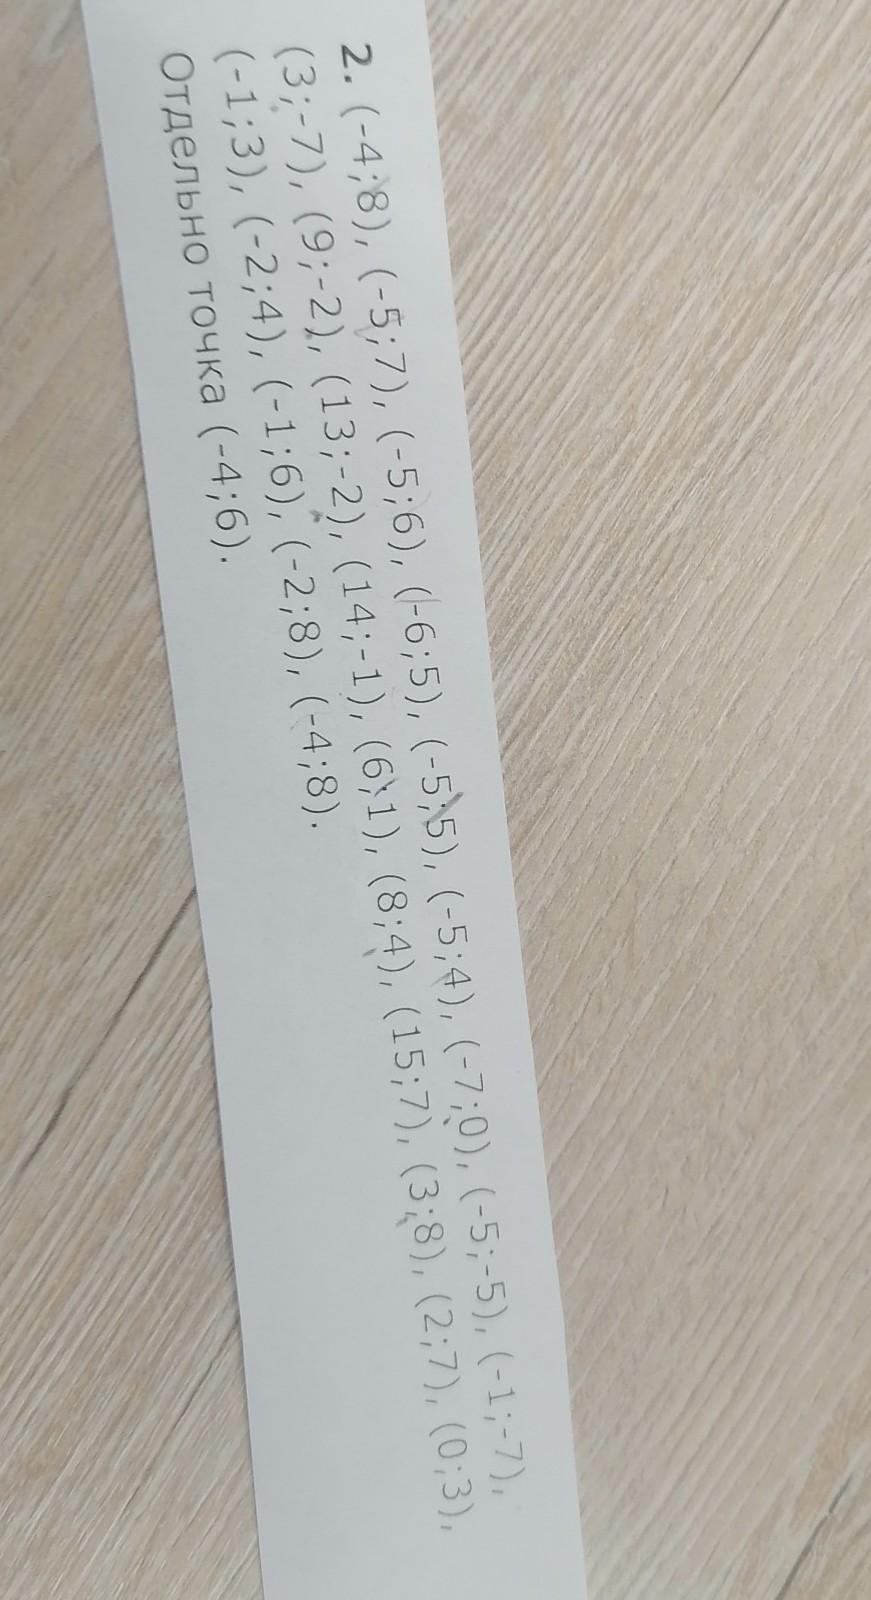 2. (-4;8), (-5;7), (-5;6), (-6;5), (-5;5), (-5;4), (-7;0), (-5;-5), (-1;-7),
(3;-7), (9;-2), (13;-2), (14;-1), (6;1), (8;4), (15;7), (3;8), (2;7), (0;3),
(-1;3), (-2;4), (-1;6), (-2;8), (-4;8).
Отдельно точка (-4;6).